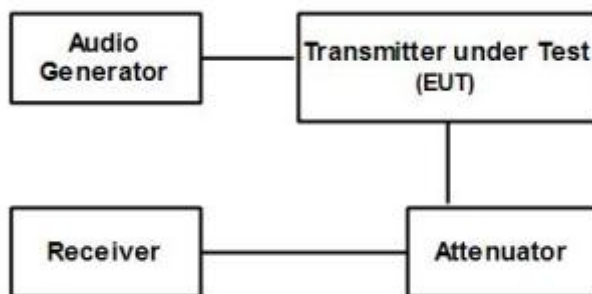 Audio
Generator
Transmitter under Test
(EUT)
Receiver
Attenuator